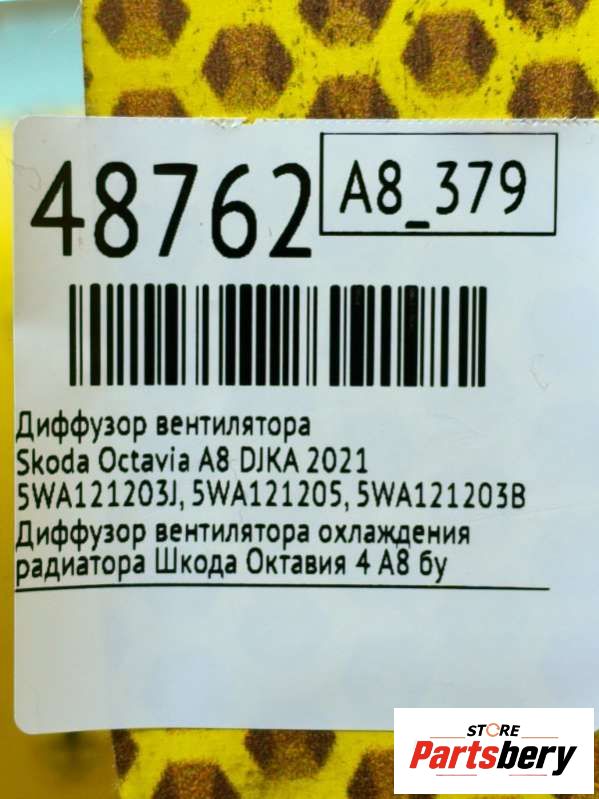 48762
A8_379
Диффузор вентилятора
Skoda Octavia A8 DJKA 2021
5WA121203J, 5WA121205, 5WA121203B
Диффузор вентилятора охлаждения
радиатора Шкода Октавия 4 А8 бу
STORE
Partsbery